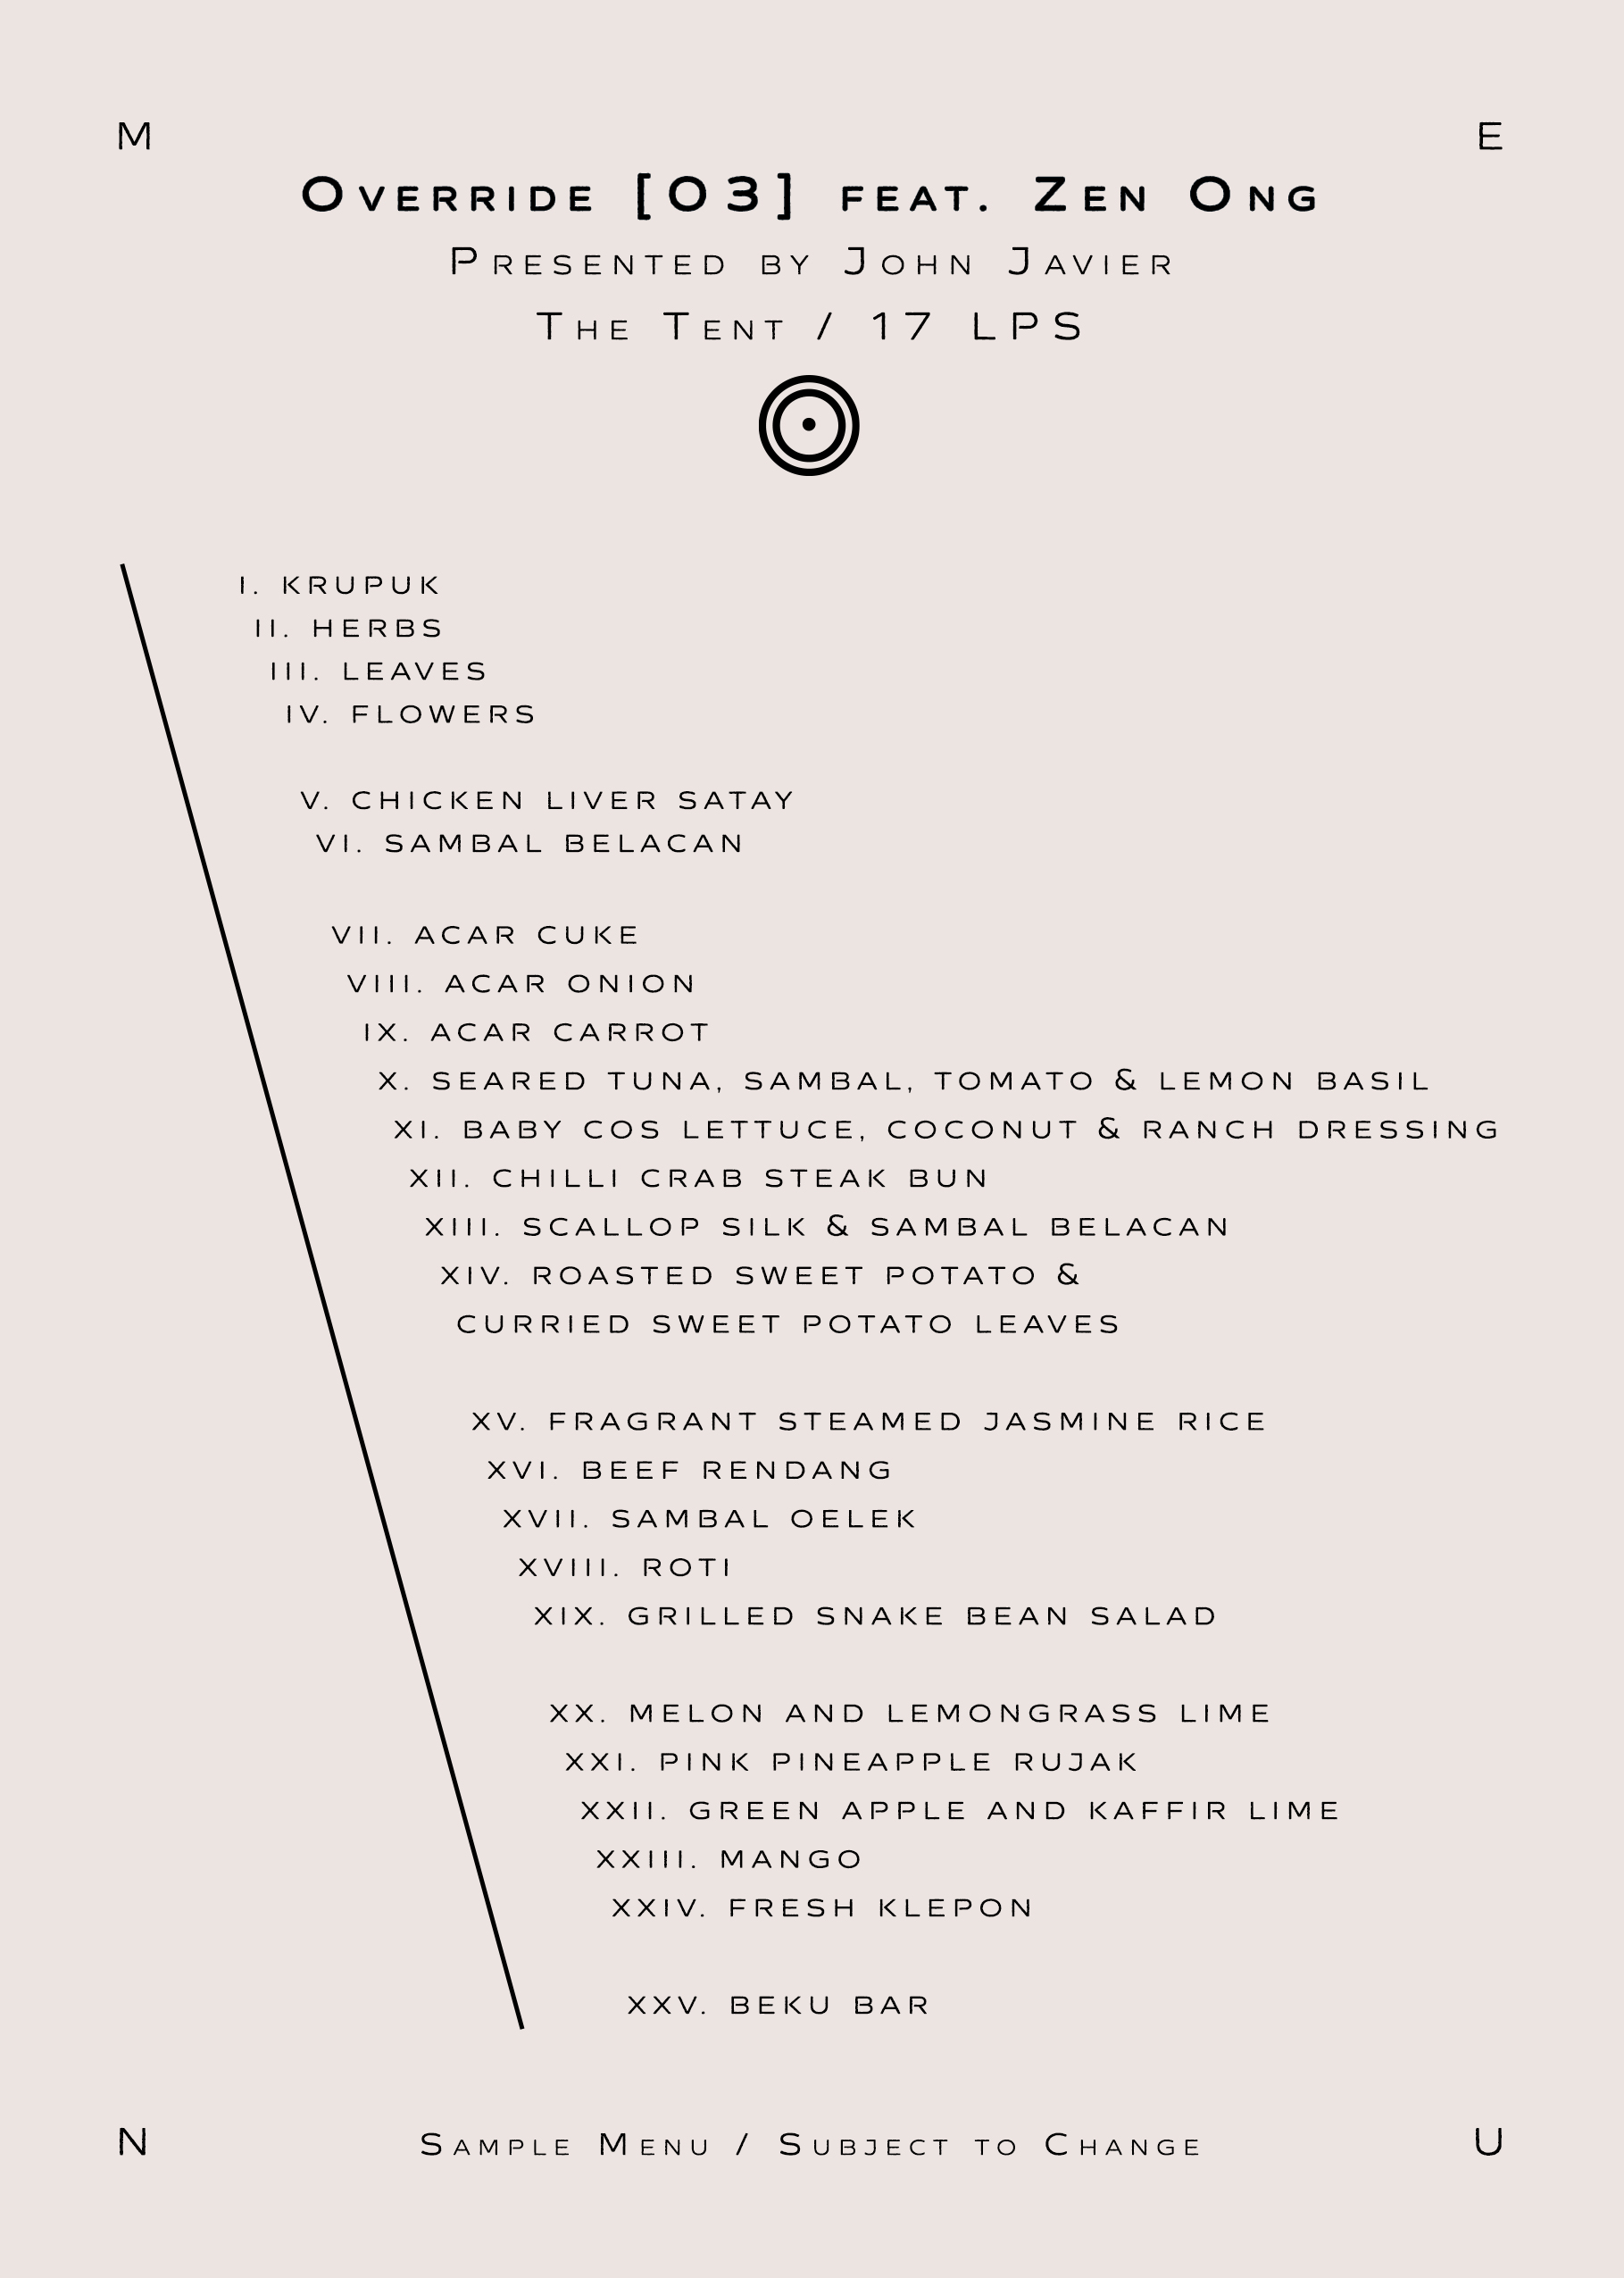 M E
Override [03] feat. Zen Ong
Presented by John Javier
The Tent / 17 LPS
I. KRUPUK
II. HERBS
III. LEAVES
IV. FLOWERS
V. CHICKEN LIVER SATAY
VI. SAMBAL BELACAN
VII. ACAR CUKE
VIII. ACAR ONION
IX. ACAR CARROT
X. SEARED TUNA, SAMBAL, TOMATO & LEMON BASIL
XI. BABY COS LETTUCE, COCONUT & RANCH DRESSING
XII. CHILLI CRAB STEAK BUN
XIII. SCALLOP SILK & SAMBAL BELACAN
XIV. ROASTED SWEET POTATO &
CURRIED SWEET POTATO LEAVES
XV. FRAGRANT STEAMED JASMINE RICE
XVI. BEEF RENDANG
XVII. SAMBAL OELEK
XVIII. ROTI
XIX. GRILLED SNAKE BEAN SALAD
XX. MELON AND LEMONGRASS LIME
XXI. PINK PINEAPPLE RUJAK
XXII. GREEN APPLE AND KAFFIR LIME
XXIII. MANGO
XXIV. FRESH KLEPON
XXV. BEKU BAR
N Sample Menu / Subject to Change U